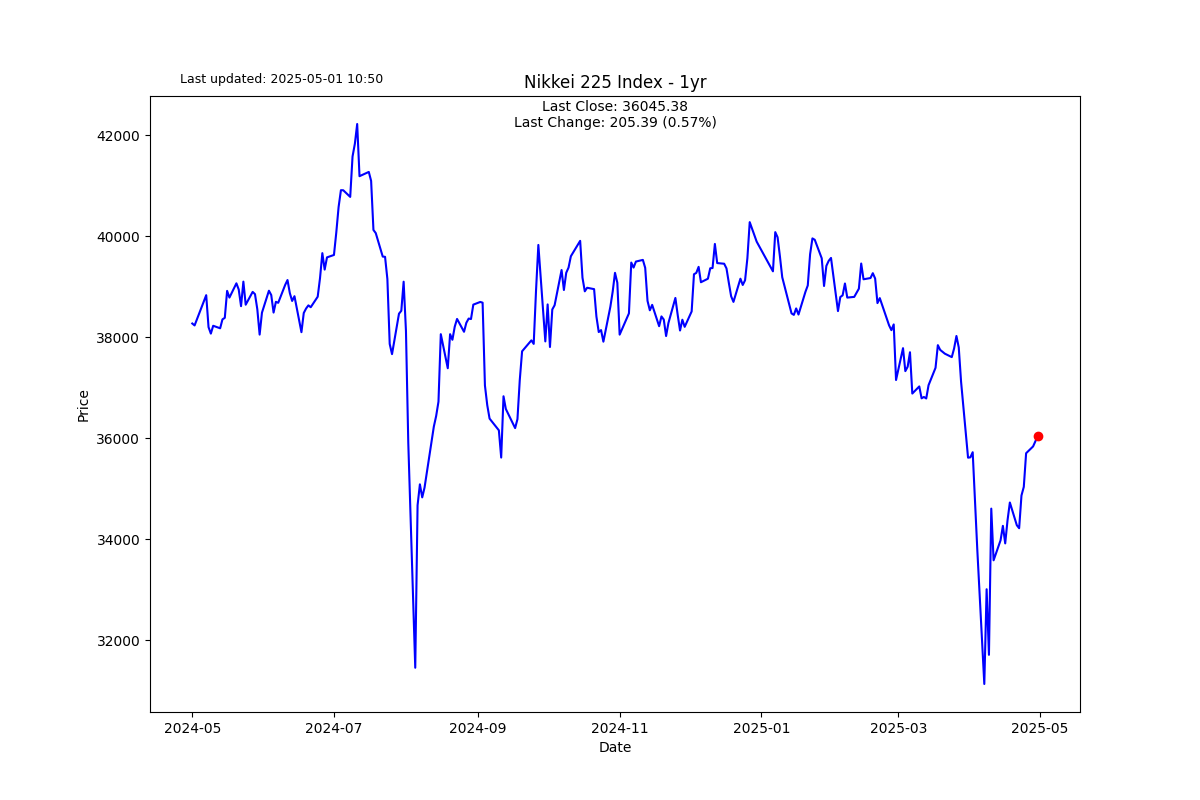 Last updated: 2025-05-01 10:50
Nikkei 225 Index - 1yr
Last Close: 36045.38
Last Change: 205.39 (0.57%)
42000
40000
38000
36000
34000
32000
Price
2024-05
2024-07
2024-09
2024-11
2025-01
2025-03
2025-05
Date